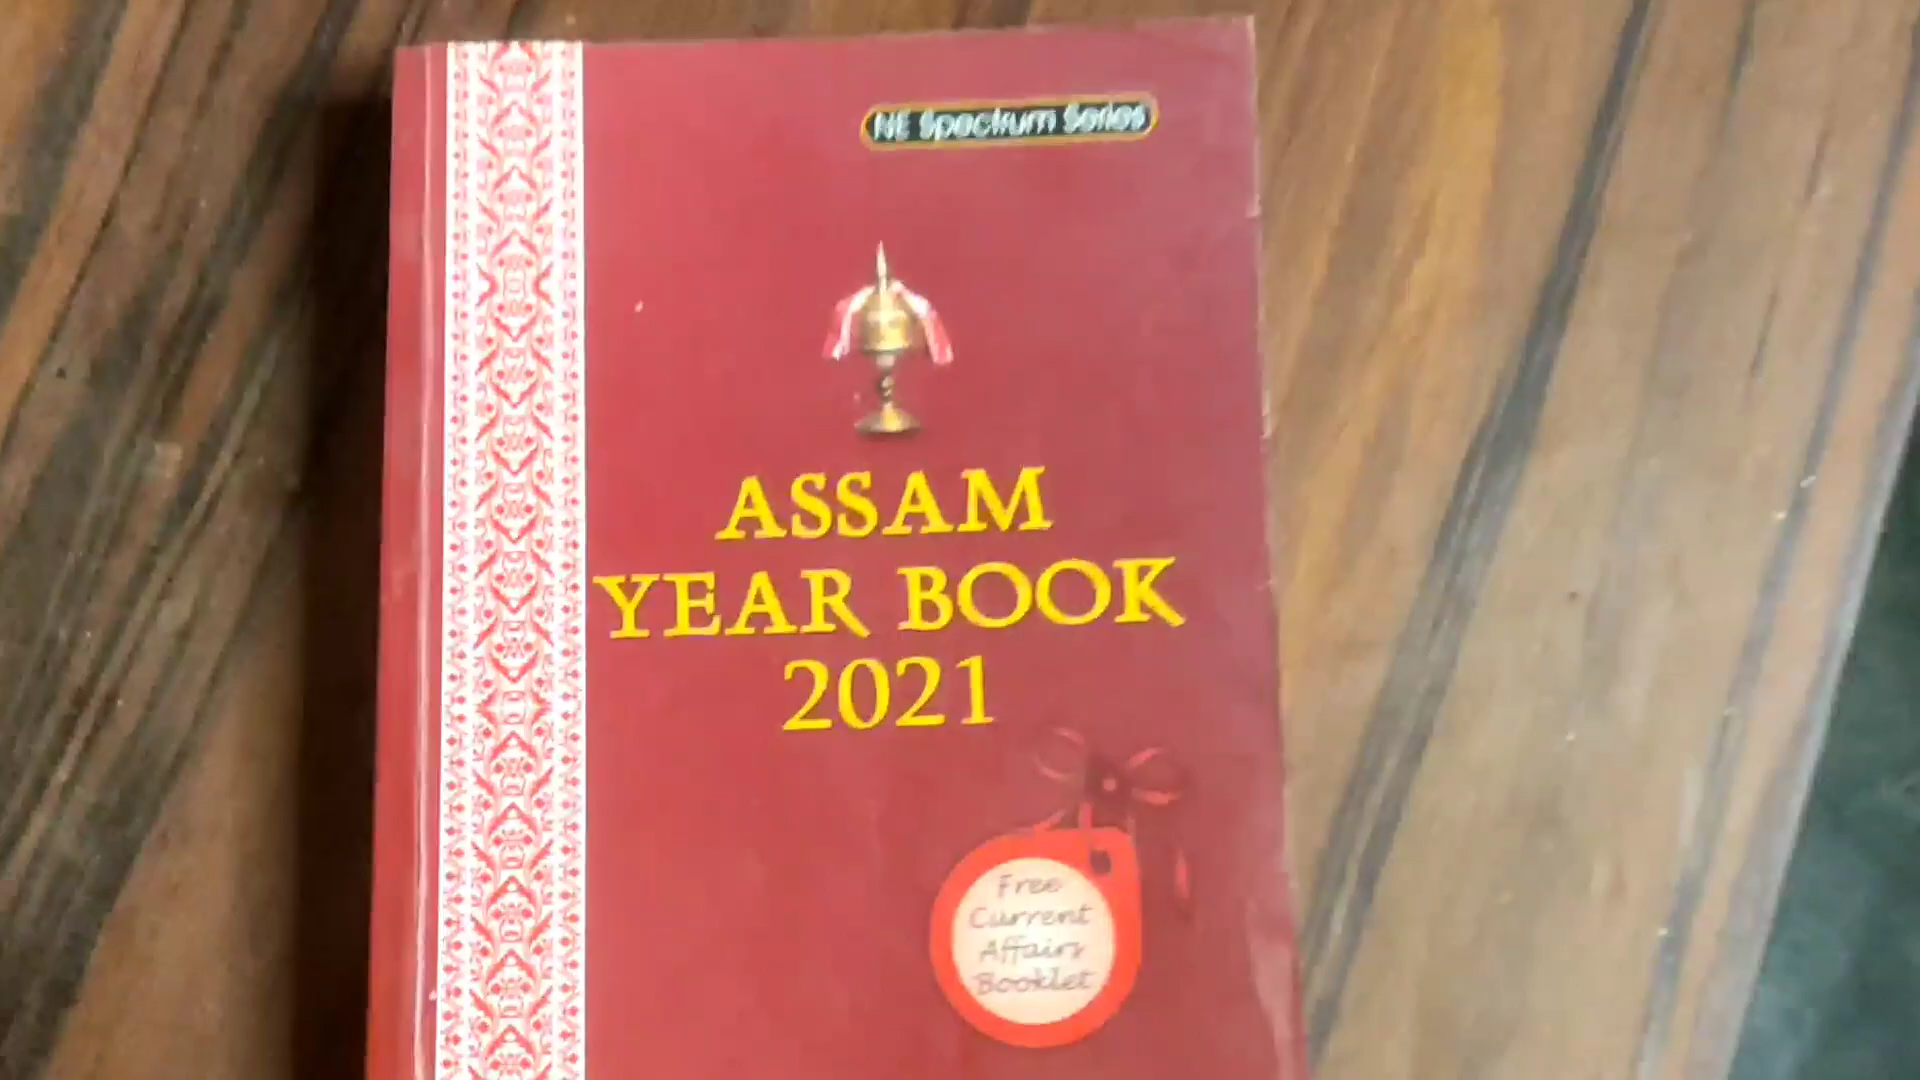 NE Spectrum Series
ASSAM
YEAR BOOK
2021
Free
Current
Affairs
Booklet